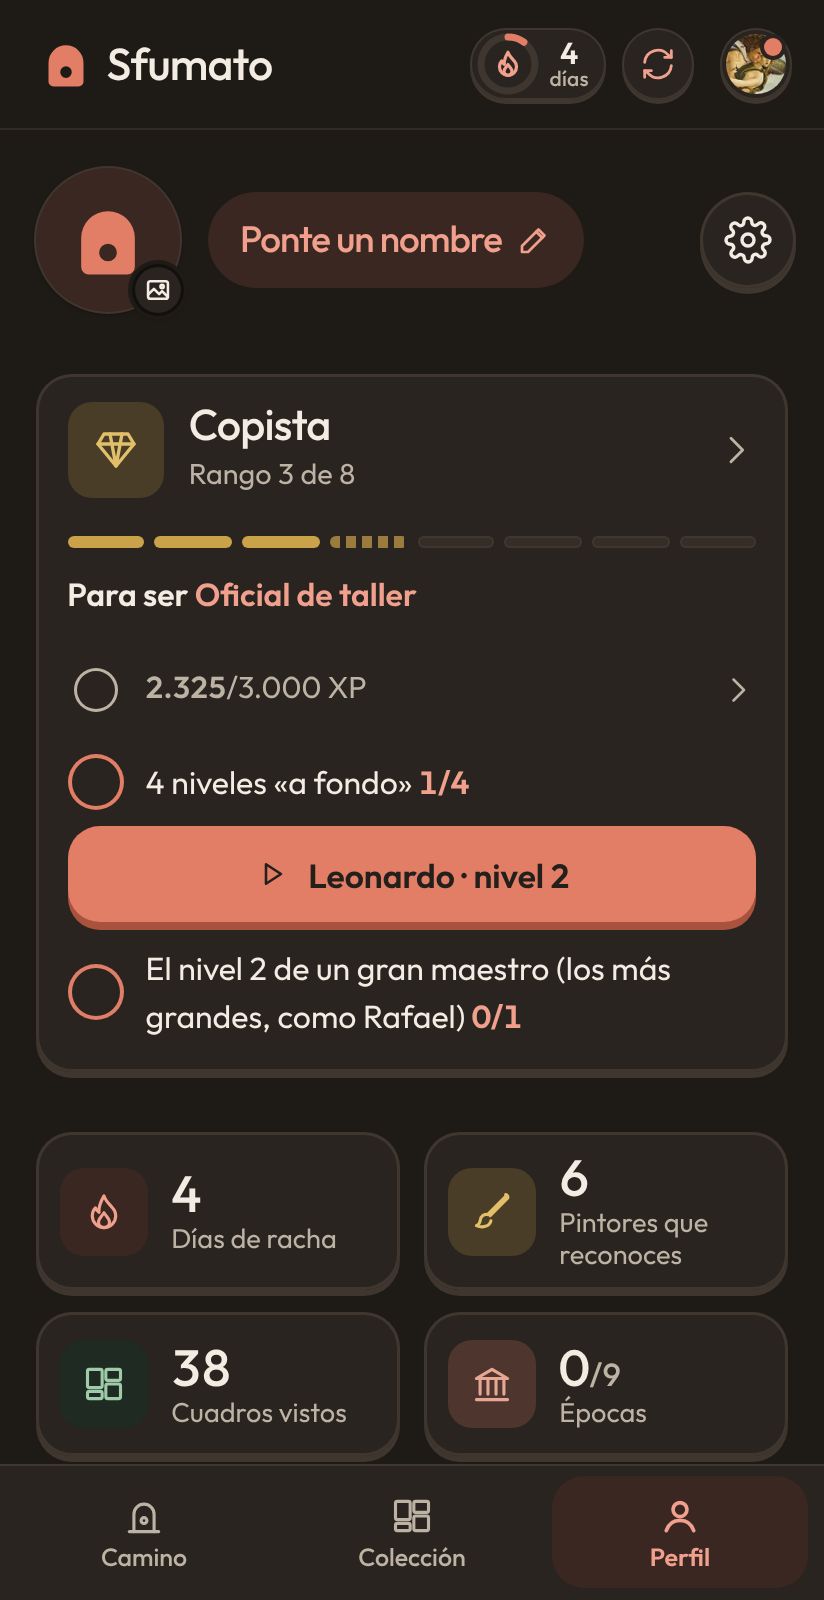 Sfumato
4
días
Ponte un nombre
Copista
Rango 3 de 8
Para ser Oficial de taller
2.325/3.000 XP
4 niveles «a fondo» 1/4
Leonardo · nivel 2
El nivel 2 de un gran maestro (los más
grandes, como Rafael) 0/1
4
Días de racha
6
Pintores que
reconoces
38
Cuadros vistos
0/9
Épocas
Camino
Colección
Perfil